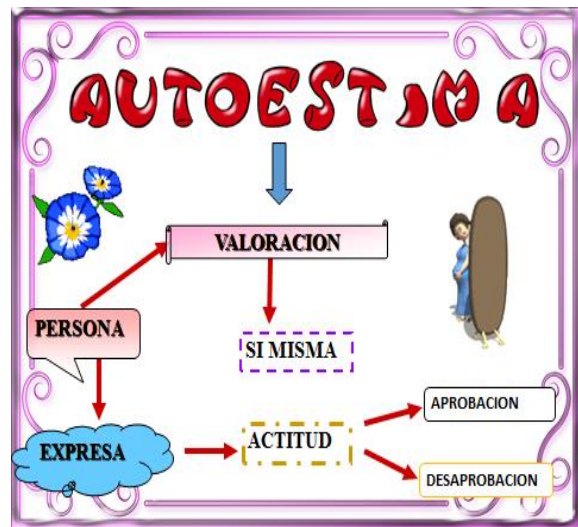 AUTOESTIMA
VALORACION
PERSONA
SI MISMA
APROBACION
EXPRESA
ACTITUD
DESAPROBACION